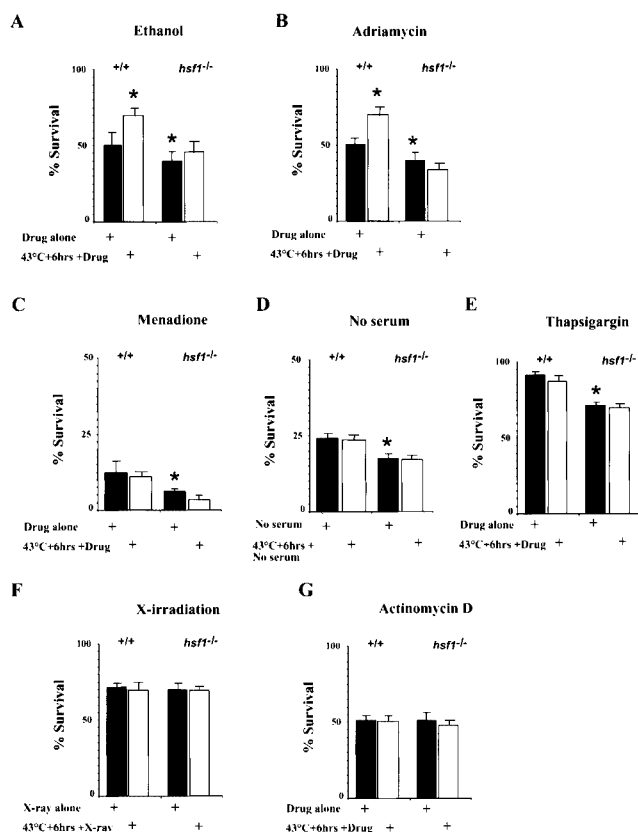 A
Ethanol
+/+ hsf1-/-
100
50
0
% Survival
* *
Drug alone + +
43°C+6hrs +Drug + +
B
Adriamycin
+/+ hsf1-/-
100
50
0
% Survival
* *
Drug alone + +
43°C+6hrs +Drug + +
C
Menadione
+/+ hsf1-/-
50
25
0
% Survival
*
Drug alone + +
43°C+6hrs +Drug + +
D
No serum
+/+ hsf1-/-
50
25
0
% Survival
*
No serum + +
43°C+6hrs + + +
No serum
E
Thapsigargin
+/+ hsf1-/-
100
50
0
% Survival
*
Drug alone + +
43°C+6hrs +Drug + +
F
X-irradiation
+/+ hsf1-/-
100
50
0
% Survival
X-ray alone + +
43°C+6hrs +X-ray + +
G
Actinomycin D
+/+ hsf1-/-
100
50
0
% Survival
Drug alone + +
43°C+6hrs +Drug + +